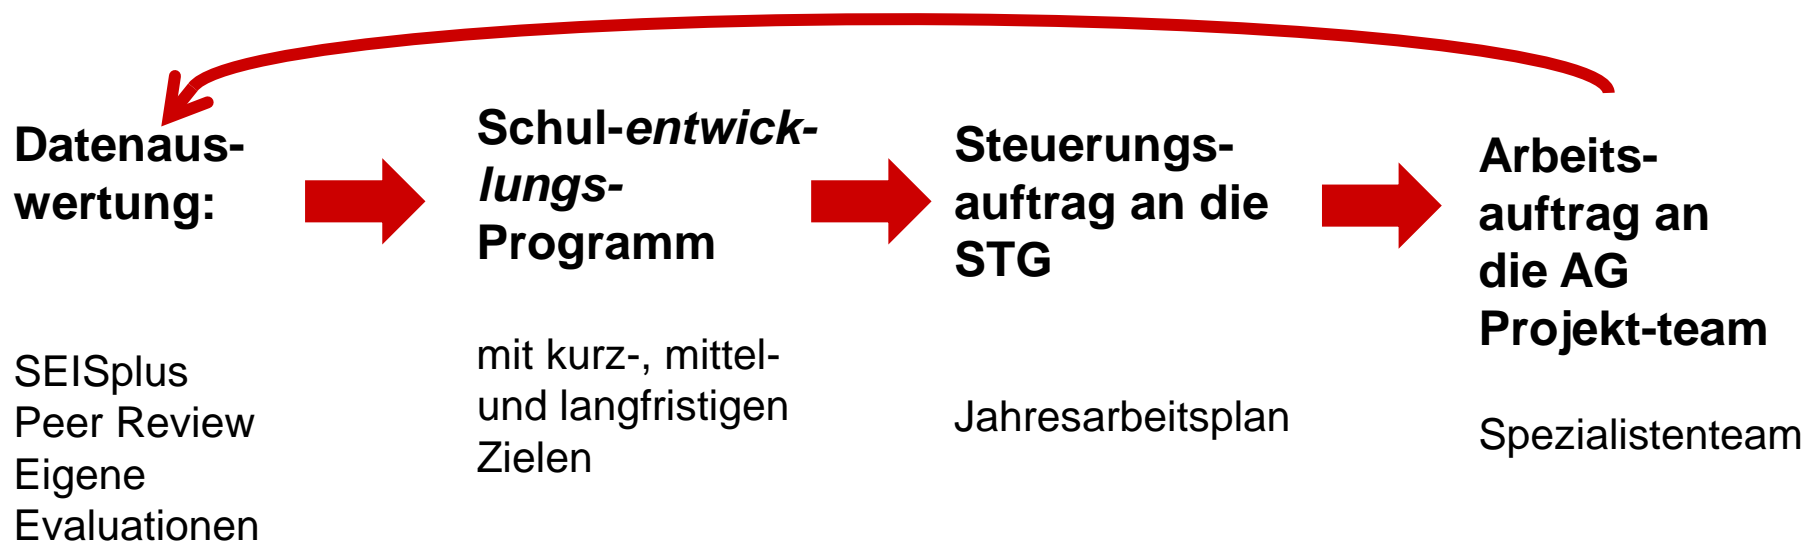 Datenaus-
wertung:
SEISplus
Peer Review
Eigene
Evaluationen
Schul-entwick-
lungs-
Programm
mit kurz-, mittel-
und langfristigen
Zielen
Steuerungs-
auftrag an die
STG
Jahresarbeitsplan
Arbeits-
auftrag an
die AG
Projekt-team
Spezialistenteam